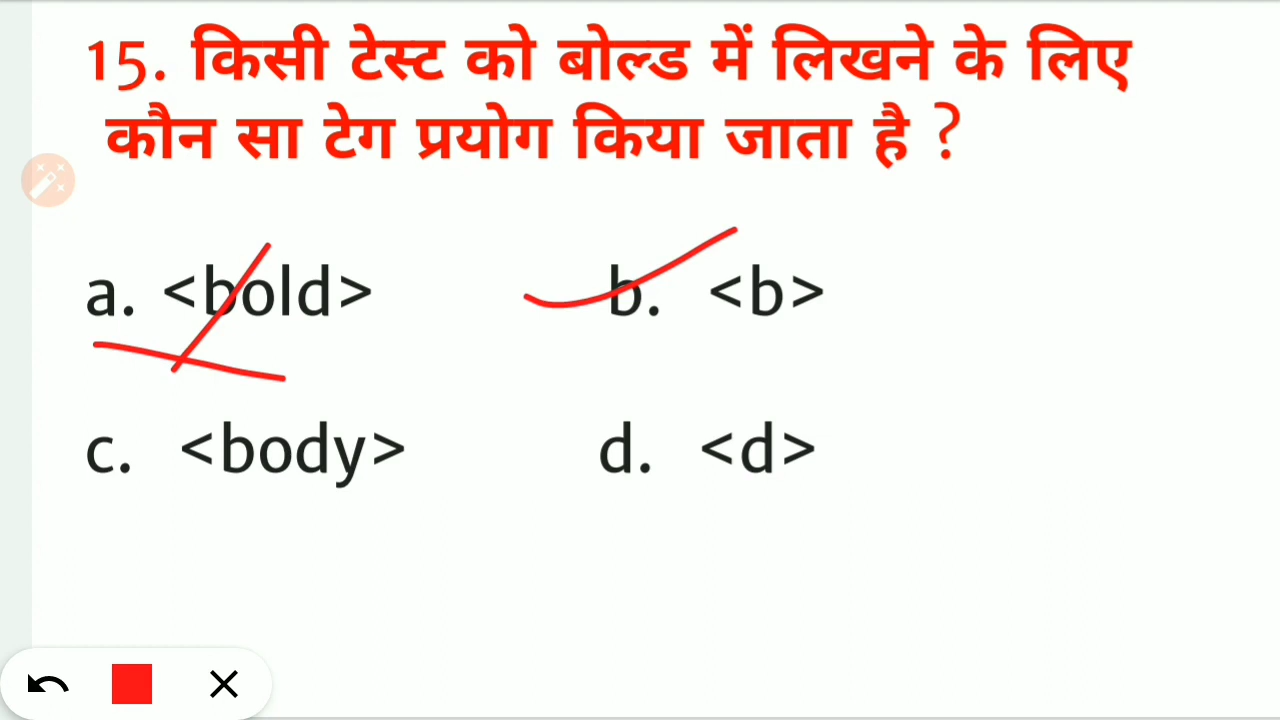 15. किसी टेस्ट को बोल्ड में लिखने के लिए
कौन सा टेग प्रयोग किया जाता है ?
a. <bold> b. <b>
c. <body> d. <d>